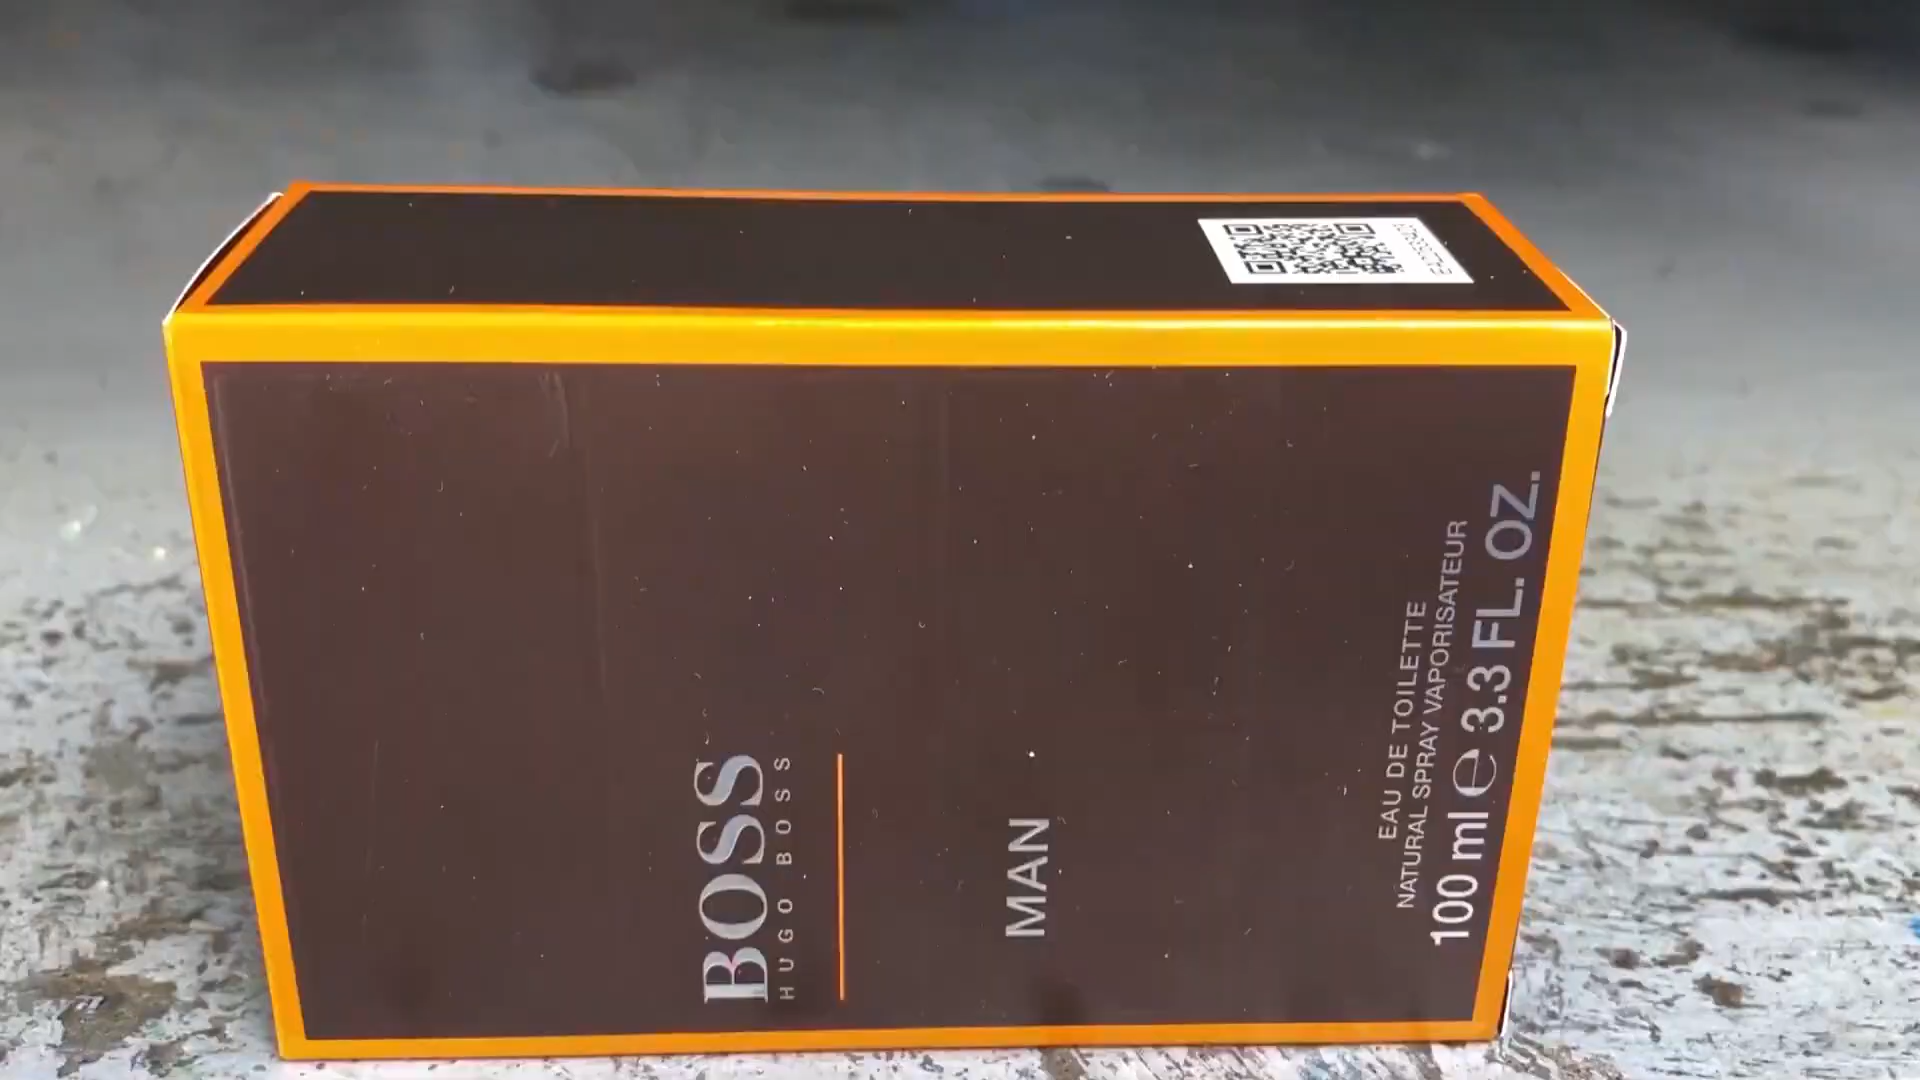 BOSS
HUGO BOSS
MAN
EAU DE TOILETTE
NATURAL SPRAY VAPORISATEUR
100 ml ℮ 3.3 FL. OZ.